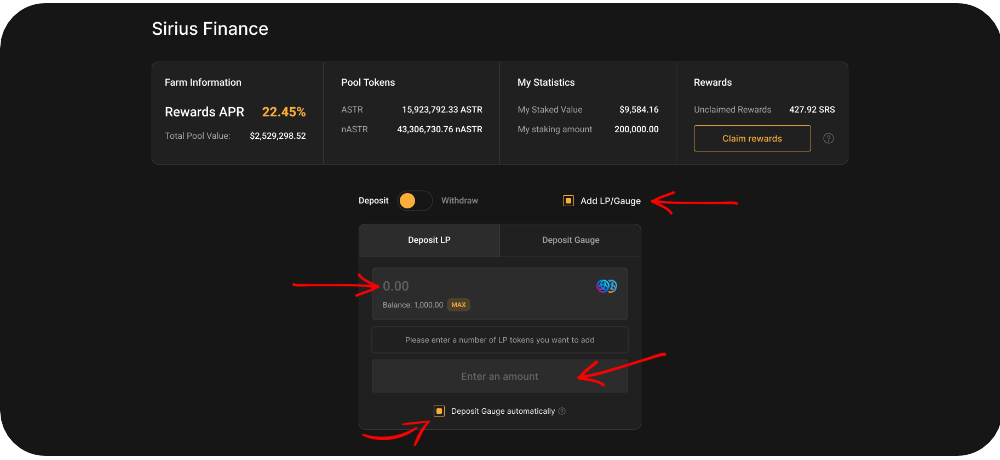 Sirius Finance
Farm Information
Rewards APR 22.45%
Total Pool Value: $2,529,298.52
Pool Tokens
ASTR 15,923,792.33 ASTR
nASTR 43,306,730.76 nASTR
My Statistics
My Staked Value $9,584.16
My staking amount 200,000.00
Rewards
Unclaimed Rewards 427.92 SRS
Claim rewards ?
Deposit Withdraw Add LP/Gauge
Deposit LP Deposit Gauge
0.00
Balance: 1,000.00 MAX
Please enter a number of LP tokens you want to add
Enter an amount
Deposit Gauge automatically ?